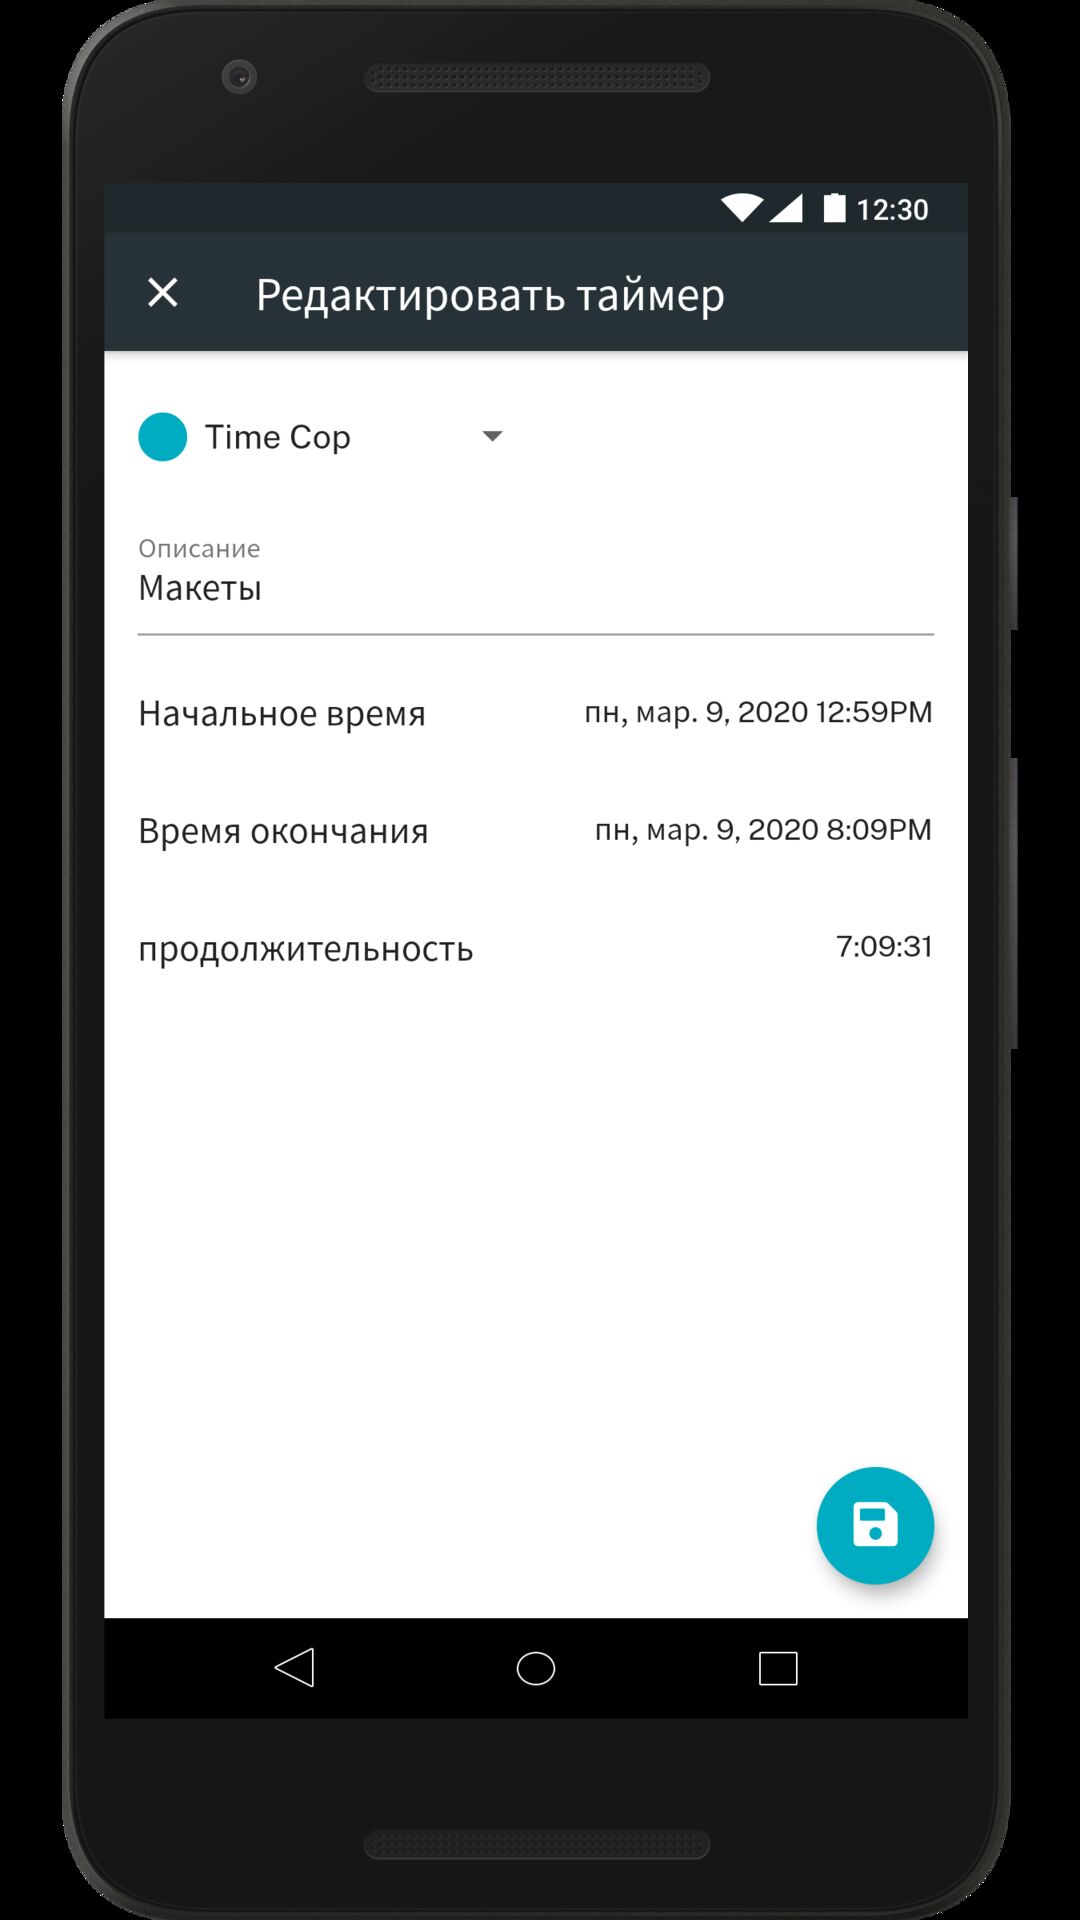 12:30
Редактировать таймер
Time Cop
Описание
Макеты
Начальное время пн, мар. 9, 2020 12:59PM
Время окончания пн, мар. 9, 2020 8:09PM
продолжительность 7:09:31